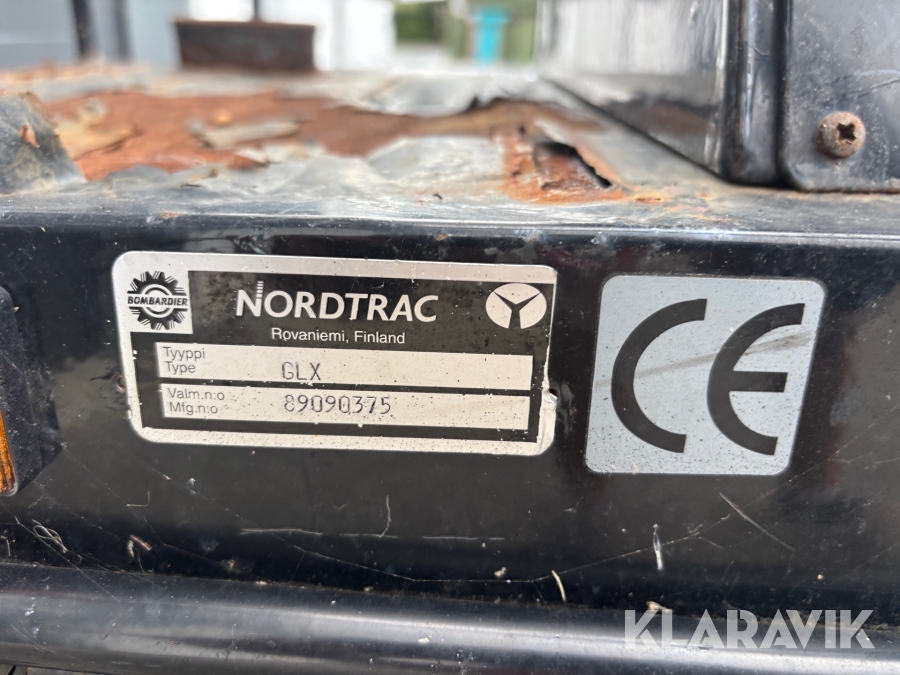 BOMBARDIER
NORDTRAC
Rovaniemi, Finland
Tyyppi
Type
GLX
Valm.n:o
Mfg.n:o
89090375
CE
KLARAVIK